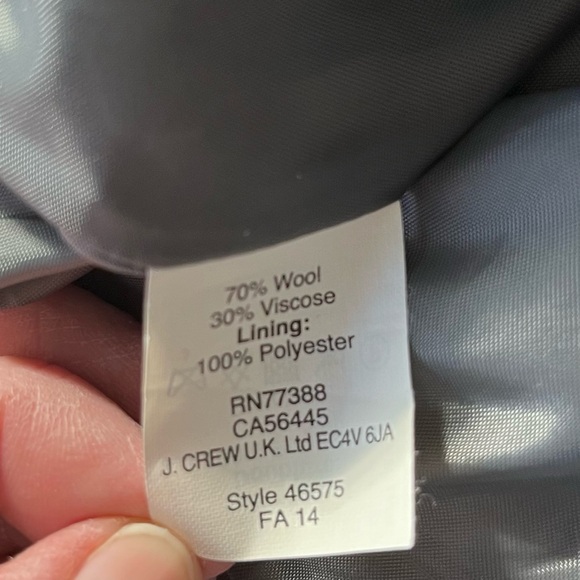 70% Wool
30% Viscose
Lining:
100% Polyester
RN77388
CA56445
J. CREW U.K. Ltd EC4V 6JA
Style 46575
FA 14